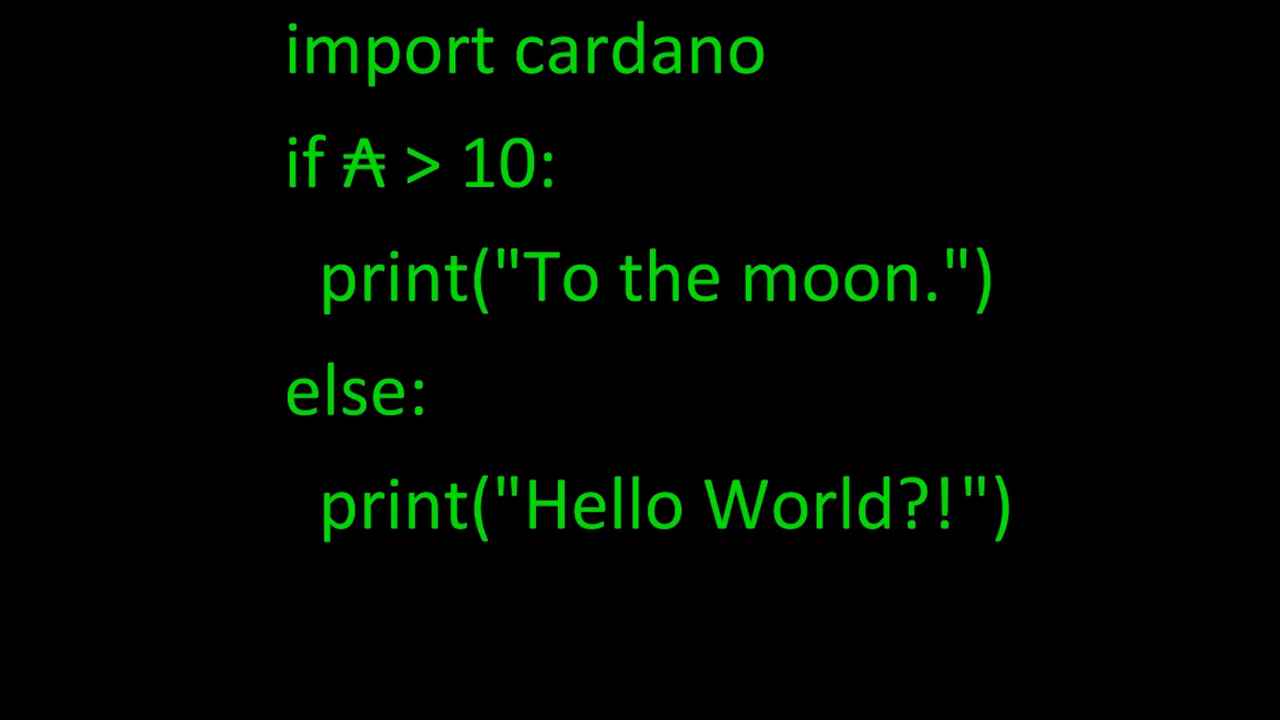 import cardano
if ₳ > 10:
  print("To the moon.")
else:
  print("Hello World?!")